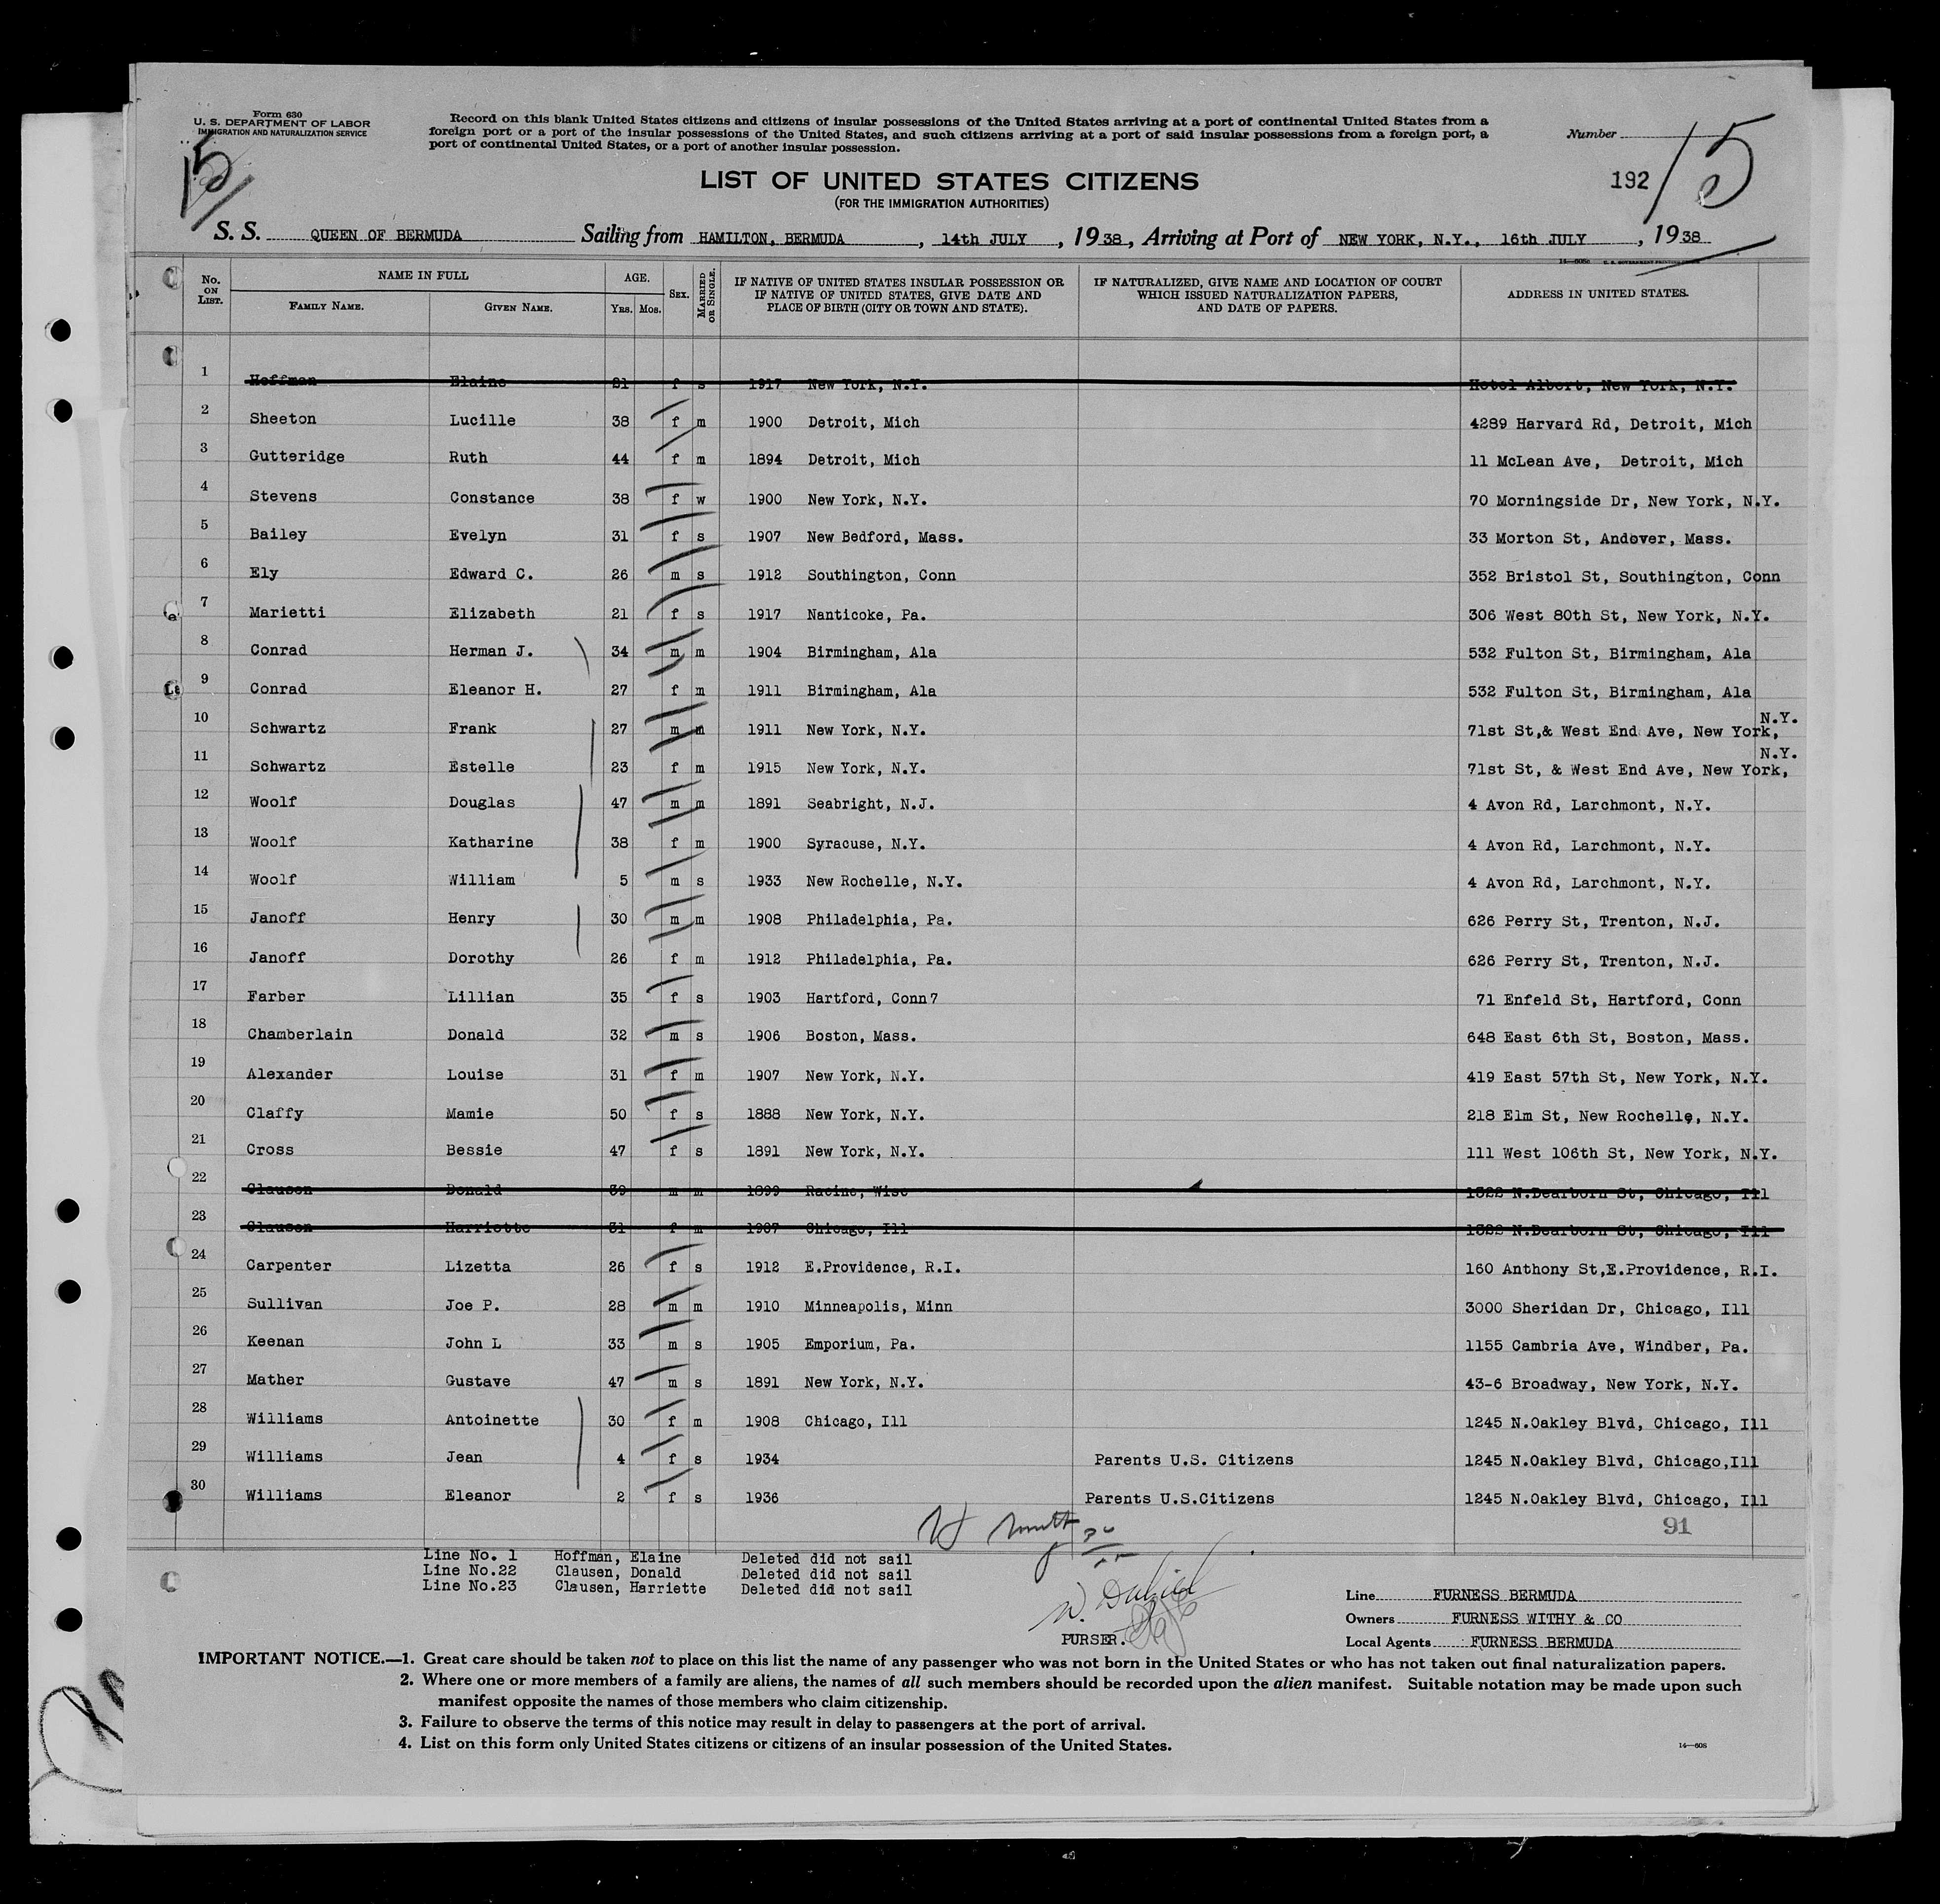 Form 630
U. S. DEPARTMENT OF LABOR
IMMIGRATION AND NATURALIZATION SERVICE
Record on this blank United States citizens and citizens of insular possessions of the United States arriving at a port of continental United States from a
foreign port or a port of the insular possessions of the United States, and such citizens arriving at a port of said insular possessions from a foreign port, a
port of continental United States, or a port of another insular possession.
Number
15
15
LIST OF UNITED STATES CITIZENS
192
(FOR THE IMMIGRATION AUTHORITIES)
S. S. QUEEN OF BERMUDA Sailing from HAMILTON, BERMUDA, 14th JULY, 1938, Arriving at Port of NEW YORK, N.Y., 16th JULY, 1938
No. ON LIST. NAME IN FULL FAMILY NAME. GIVEN NAME. AGE. YRS. MOS. SEX. MARRIED OR SINGLE. IF NATIVE OF UNITED STATES INSULAR POSSESSION OR IF NATIVE OF UNITED STATES, GIVE DATE AND PLACE OF BIRTH (CITY OR TOWN AND STATE). IF NATURALIZED, GIVE NAME AND LOCATION OF COURT WHICH ISSUED NATURALIZATION PAPERS, AND DATE OF PAPERS. ADDRESS IN UNITED STATES.
1 Hoffman Elaine 21 f s 1917 New York, N.Y. Hotel Albert, New York, N.Y.
2 Sheeton Lucille 38 f m 1900 Detroit, Mich 4289 Harvard Rd, Detroit, Mich
3 Gutteridge Ruth 44 f m 1894 Detroit, Mich 11 McLean Ave, Detroit, Mich
4 Stevens Constance 38 f w 1900 New York, N.Y. 70 Morningside Dr, New York, N.Y.
5 Bailey Evelyn 31 f s 1907 New Bedford, Mass. 33 Morton St, Andover, Mass.
6 Ely Edward C. 26 m s 1912 Southington, Conn 352 Bristol St, Southington, Conn
7 Marietti Elizabeth 21 f s 1917 Nanticoke, Pa. 306 West 80th St, New York, N.Y.
8 Conrad Herman J. 34 m m 1904 Birmingham, Ala 532 Fulton St, Birmingham, Ala
9 Conrad Eleanor H. 27 f m 1911 Birmingham, Ala 532 Fulton St, Birmingham, Ala
10 Schwartz Frank 27 m m 1911 New York, N.Y. 71st St,& West End Ave, New York, N.Y.
11 Schwartz Estelle 23 f m 1915 New York, N.Y. 71st St, & West End Ave, New York, N.Y.
12 Woolf Douglas 47 m m 1891 Seabright, N.J. 4 Avon Rd, Larchmont, N.Y.
13 Woolf Katharine 38 f m 1900 Syracuse, N.Y. 4 Avon Rd, Larchmont, N.Y.
14 Woolf William 5 m s 1933 New Rochelle, N.Y. 4 Avon Rd, Larchmont, N.Y.
15 Janoff Henry 30 m m 1908 Philadelphia, Pa. 626 Perry St, Trenton, N.J.
16 Janoff Dorothy 26 f m 1912 Philadelphia, Pa. 626 Perry St, Trenton, N.J.
17 Farber Lillian 35 f s 1903 Hartford, Conn7 71 Enfeld St, Hartford, Conn
18 Chamberlain Donald 32 m s 1906 Boston, Mass. 648 East 6th St, Boston, Mass.
19 Alexander Louise 31 f m 1907 New York, N.Y. 419 East 57th St, New York, N.Y.
20 Claffy Mamie 50 f s 1888 New York, N.Y. 218 Elm St, New Rochelle, N.Y.
21 Cross Bessie 47 f s 1891 New York, N.Y. 111 West 106th St, New York, N.Y.
22 Clausen Donald 39 m m 1899 Racine, Wisc 1322 N.Dearborn St, Chicago, Ill
23 Clausen Harriette 31 f m 1907 Chicago, Ill 1322 N.Dearborn St, Chicago, Ill
24 Carpenter Lizetta 26 f s 1912 E.Providence, R.I. 160 Anthony St,E.Providence, R.I.
25 Sullivan Joe P. 28 m m 1910 Minneapolis, Minn 3000 Sheridan Dr, Chicago, Ill
26 Keenan John L 33 m s 1905 Emporium, Pa. 1155 Cambria Ave, Windber, Pa.
27 Mather Gustave 47 m s 1891 New York, N.Y. 43-6 Broadway, New York, N.Y.
28 Williams Antoinette 30 f m 1908 Chicago, Ill 1245 N.Oakley Blvd, Chicago, Ill
29 Williams Jean 4 f s 1934 Parents U.S. Citizens 1245 N.Oakley Blvd, Chicago,Ill
30 Williams Eleanor 2 f s 1936 Parents U.S.Citizens 1245 N.Oakley Blvd, Chicago, Ill
91
Line No. 1 Hoffman, Elaine Deleted did not sail
Line No.22 Clausen, Donald Deleted did not sail
Line No.23 Clausen, Harriette Deleted did not sail
PURSER.
Line FURNESS BERMUDA
Owners FURNESS WITHY & CO
Local Agents FURNESS BERMUDA
IMPORTANT NOTICE.—1. Great care should be taken not to place on this list the name of any passenger who was not born in the United States or who has not taken out final naturalization papers.
2. Where one or more members of a family are aliens, the names of all such members should be recorded upon the alien manifest. Suitable notation may be made upon such
manifest opposite the names of those members who claim citizenship.
3. Failure to observe the terms of this notice may result in delay to passengers at the port of arrival.
4. List on this form only United States citizens or citizens of an insular possession of the United States.
14—608